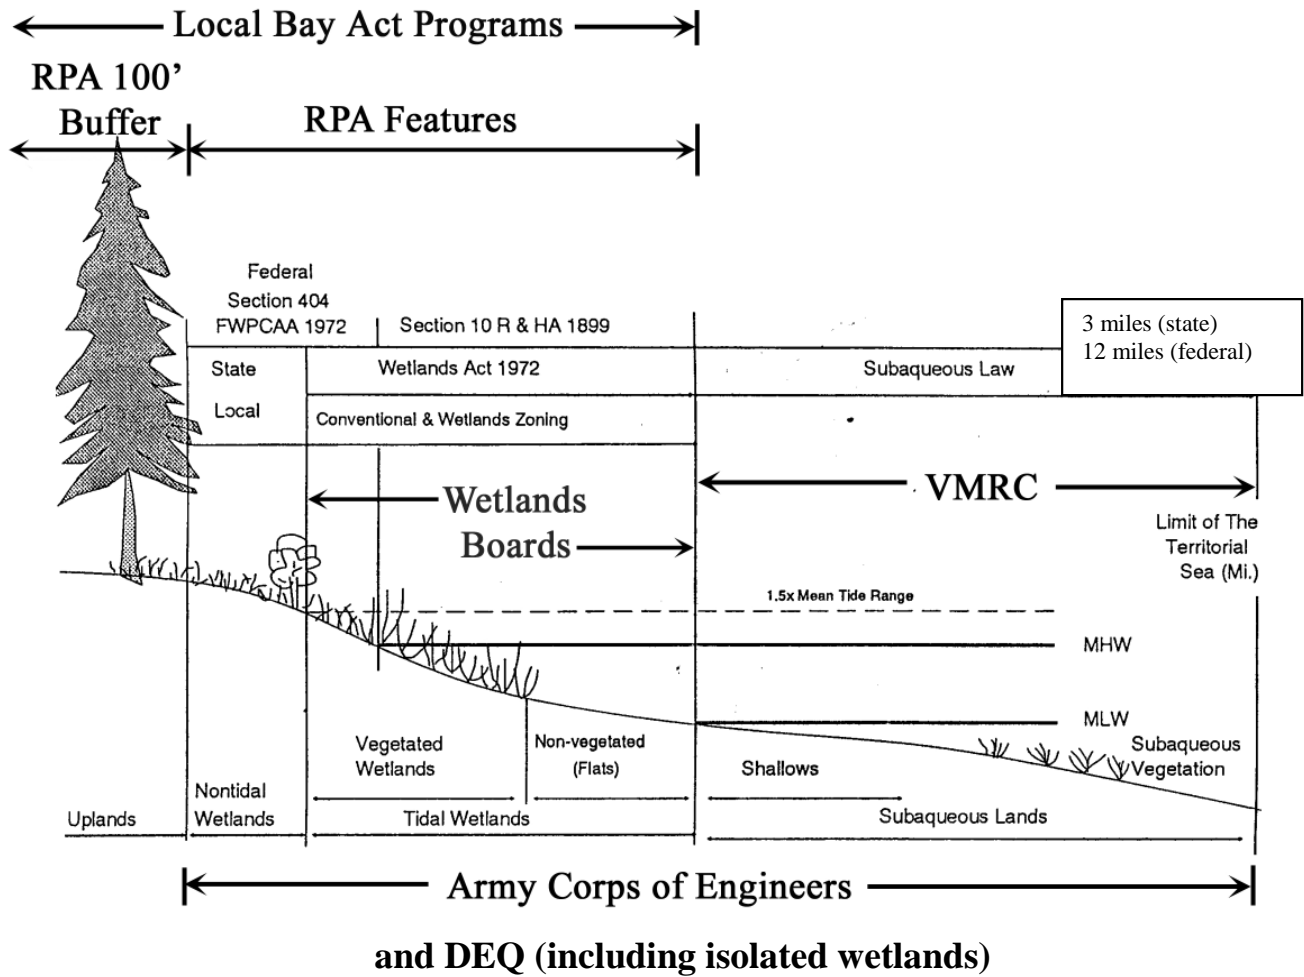 Local Bay Act Programs
RPA 100’
Buffer
RPA Features
Federal
Section 404
FWPCAA 1972
Section 10 R & HA 1899
3 miles (state)
12 miles (federal)
State
Wetlands Act 1972
Subaqueous Law
Local
Conventional & Wetlands Zoning
Wetlands
Boards
VMRC
Limit of The
Territorial
Sea (Mi.)
1.5x Mean Tide Range
MHW
MLW
Vegetated
Wetlands
Non-vegetated
(Flats)
Shallows
Subaqueous
Vegetation
Uplands
Nontidal
Wetlands
Tidal Wetlands
Subaqueous Lands
Army Corps of Engineers
and DEQ (including isolated wetlands)